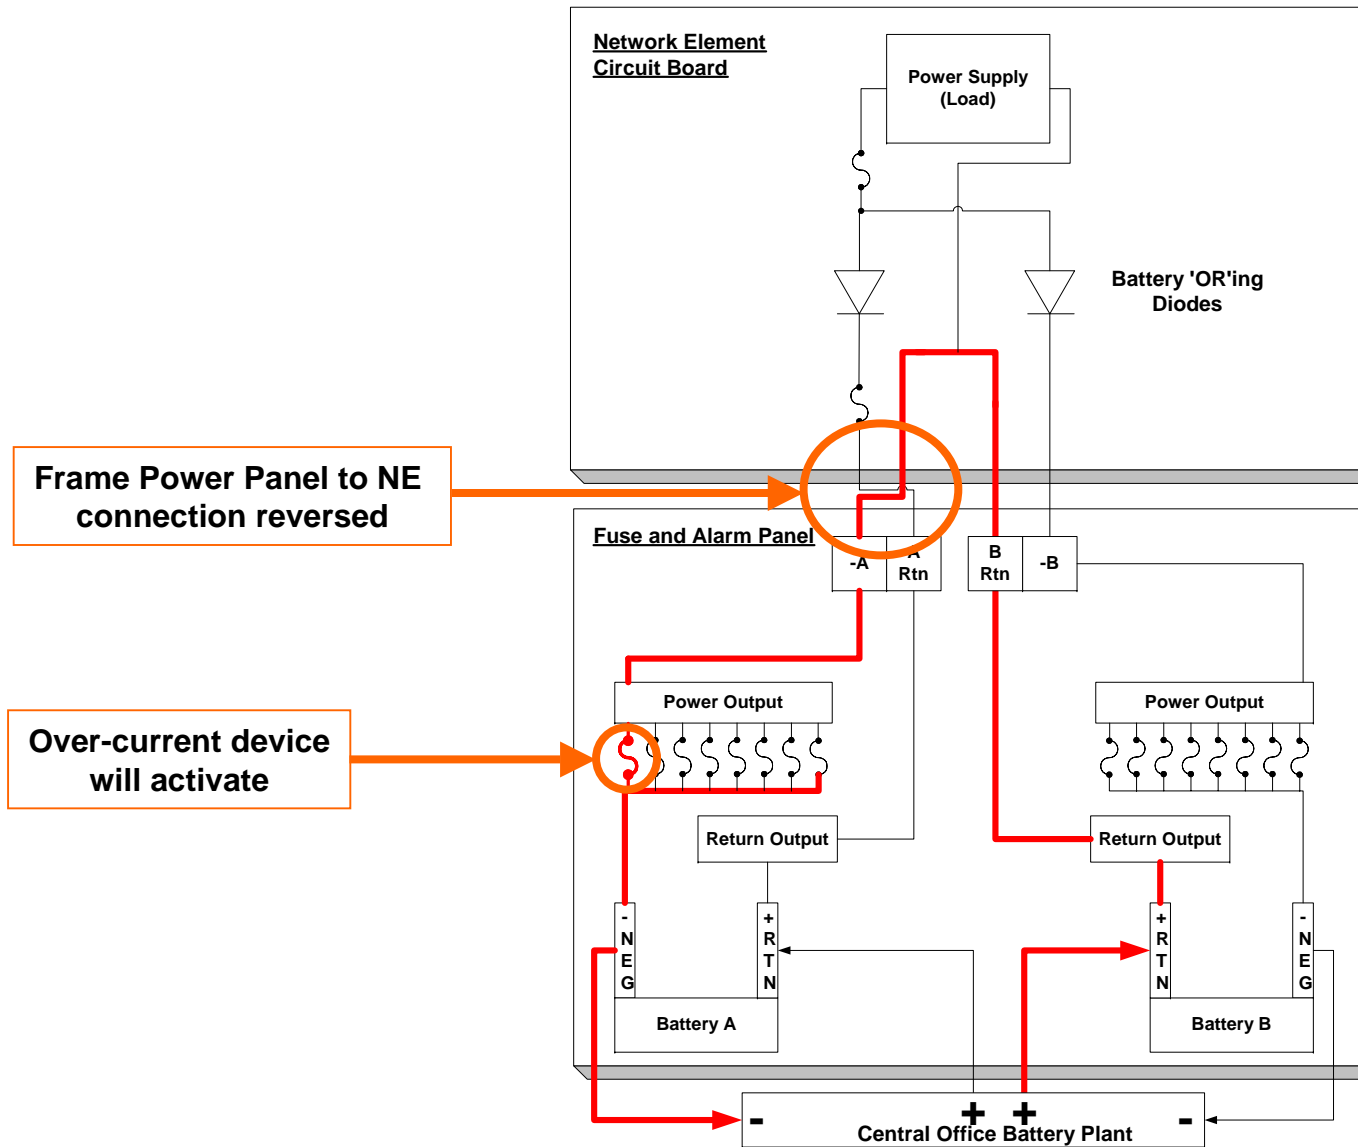 Network Element
Circuit Board
Power Supply
(Load)
Battery 'OR'ing
Diodes
Frame Power Panel to NE
connection reversed
Fuse and Alarm Panel
-A
A
Rtn
B
Rtn
-B
Power Output
Power Output
Over-current device
will activate
Return Output
Return Output
-
N
E
G
+
R
T
N
+
R
T
N
-
N
E
G
Battery A
Battery B
- + + -
Central Office Battery Plant